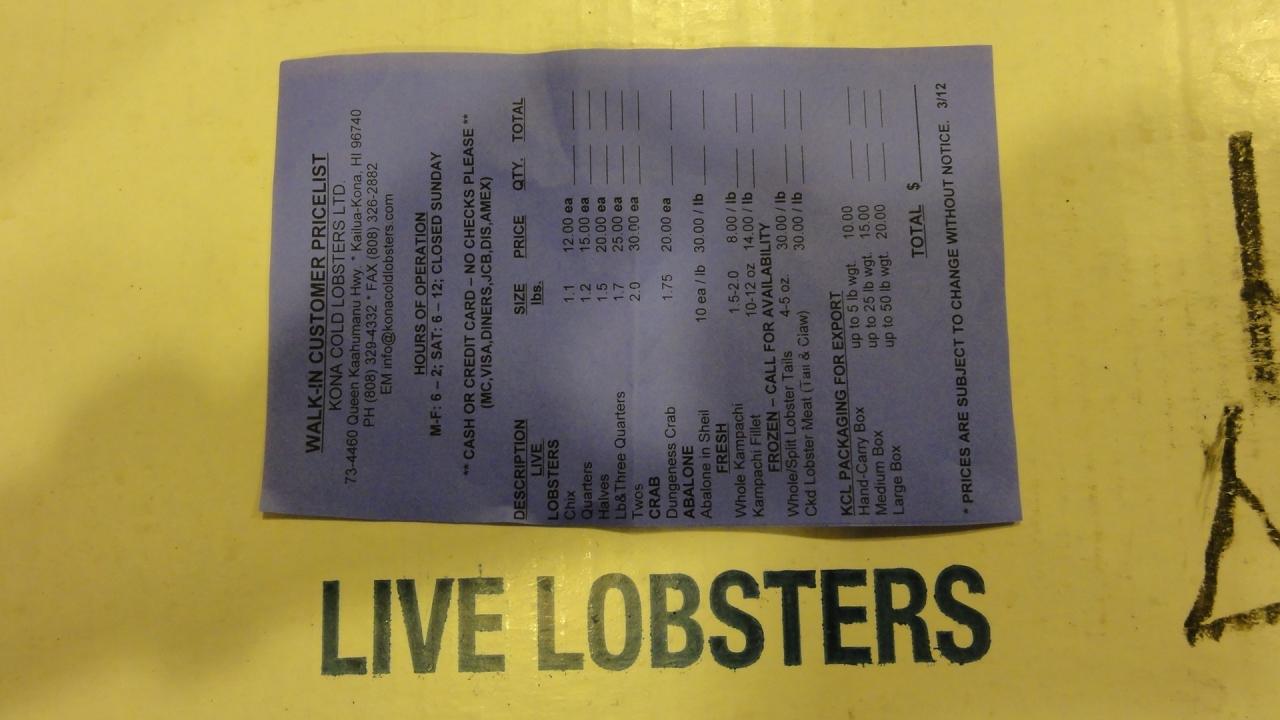 WALK-IN CUSTOMER PRICELIST
KONA COLD LOBSTERS LTD.
73-4460 Queen Kaahumanu Hwy. * Kailua-Kona, HI 96740
PH (808) 329-4332 * FAX (808) 326-2882
EM info@konacoldlobsters.com
HOURS OF OPERATION
M-F: 6 – 2; SAT: 6 – 12; CLOSED SUNDAY
** CASH OR CREDIT CARD – NO CHECKS PLEASE **
(MC,VISA,DINERS,JCB,DIS,AMEX)
DESCRIPTION SIZE PRICE QTY. TOTAL
LIVE lbs.
LOBSTERS
Chix 1.1 12.00 ea
Quarters 1.2 15.00 ea
Halves 1.5 20.00 ea
Lb&Three Quarters 1.7 25.00 ea
Twos 2.0 30.00 ea
CRAB
Dungeness Crab 1.75 20.00 ea
ABALONE
Abalone in Shell 10 ea / lb 30.00 / lb
FRESH
Whole Kampachi 1.5-2.0 8.00 / lb
Kampachi Fillet 10-12 oz 14.00 / lb
FROZEN – CALL FOR AVAILABILITY
Whole/Split Lobster Tails 4-5 oz. 30.00 / lb
Ckd Lobster Meat (Tail & Claw) 30.00 / lb
KCL PACKAGING FOR EXPORT
Hand-Carry Box up to 5 lb wgt. 10.00
Medium Box up to 25 lb wgt. 15.00
Large Box up to 50 lb wgt. 20.00
TOTAL $
* PRICES ARE SUBJECT TO CHANGE WITHOUT NOTICE. 3/12
LIVE LOBSTERS